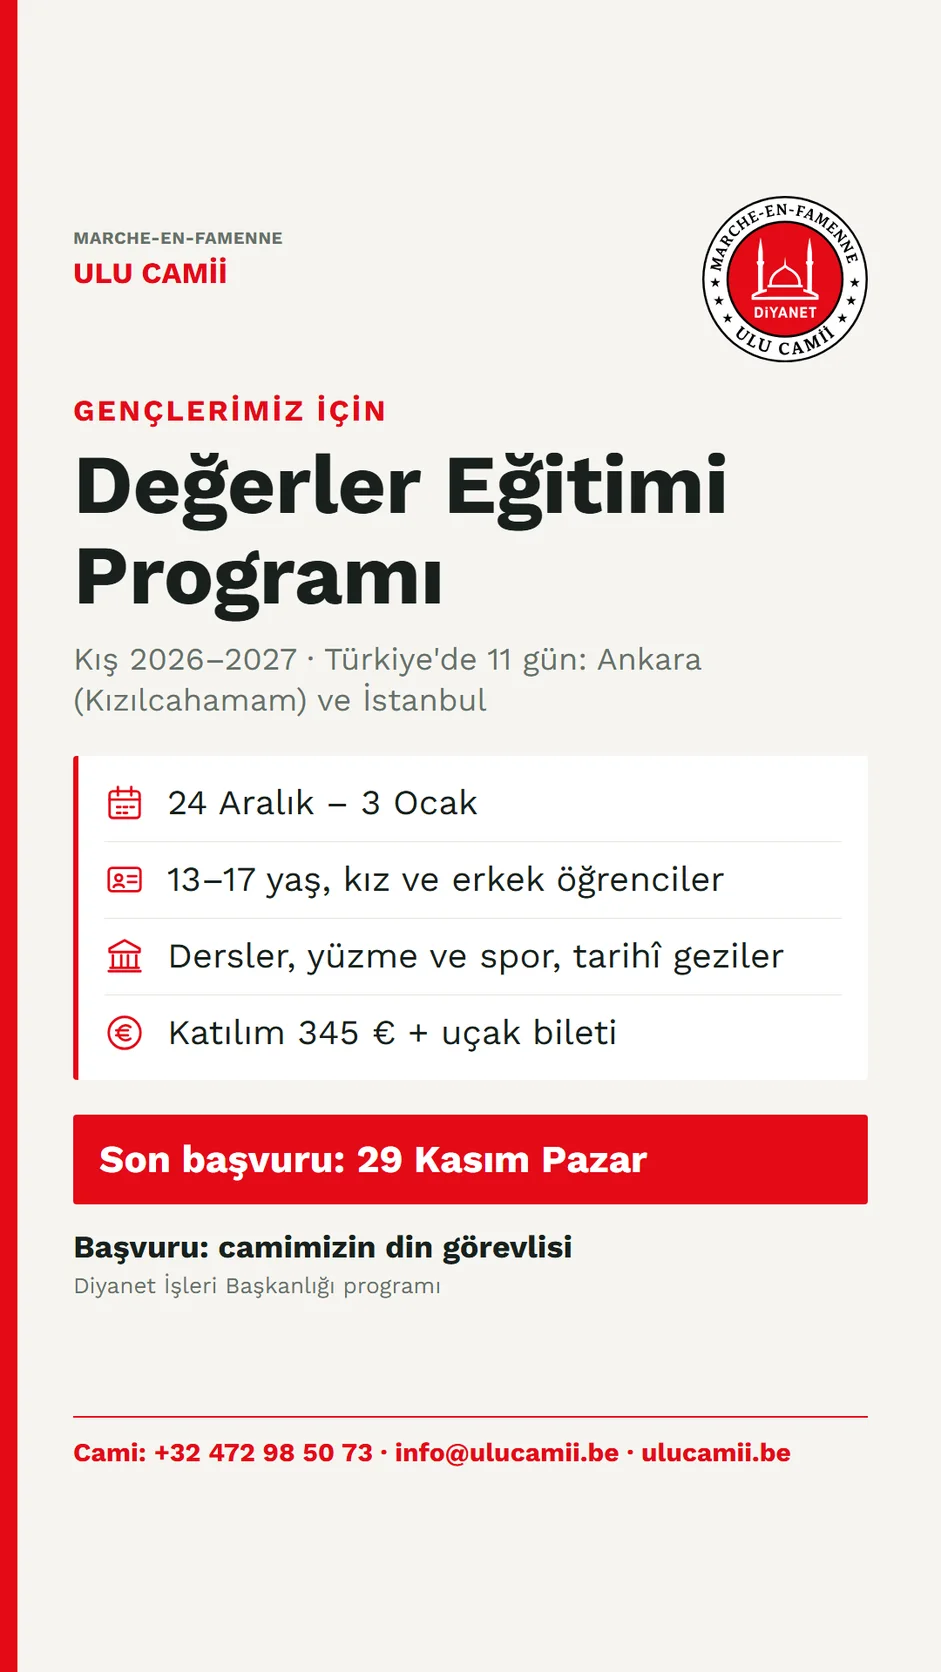 MARCHE-EN-FAMENNE
ULU CAMİİ
MARCHE-EN-FAMENNE
DİYANET
ULU CAMİİ
GENÇLERİMİZ İÇİN
Değerler Eğitimi
Programı
Kış 2026–2027 · Türkiye'de 11 gün: Ankara
(Kızılcahamam) ve İstanbul
24 Aralık – 3 Ocak
13–17 yaş, kız ve erkek öğrenciler
Dersler, yüzme ve spor, tarihî geziler
Katılım 345 € + uçak bileti
Son başvuru: 29 Kasım Pazar
Başvuru: camimizin din görevlisi
Diyanet İşleri Başkanlığı programı
Cami: +32 472 98 50 73 · info@ulucamii.be · ulucamii.be